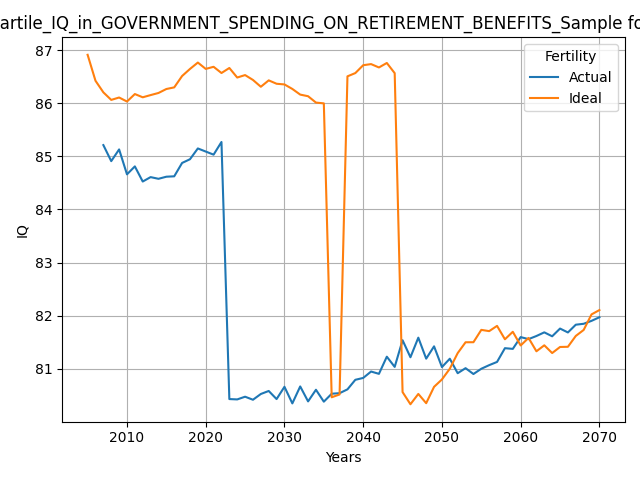 artile_IQ_in_GOVERNMENT_SPENDING_ON_RETIREMENT_BENEFITS_Sample fo
87
86
85
84
83
82
81
IQ
Fertility
Actual
Ideal
2010 2020 2030 2040 2050 2060 2070
Years